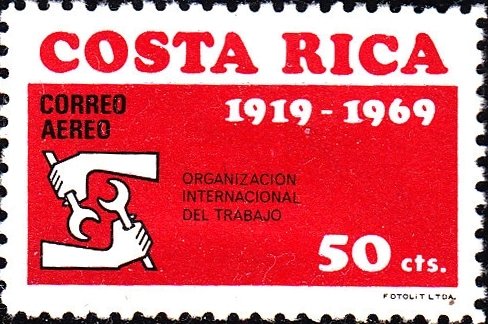 COSTA RICA
CORREO
AEREO
1919-1969
ORGANIZACION
INTERNACIONAL
DEL TRABAJO
50 cts.
FOTOLIT LTDA.